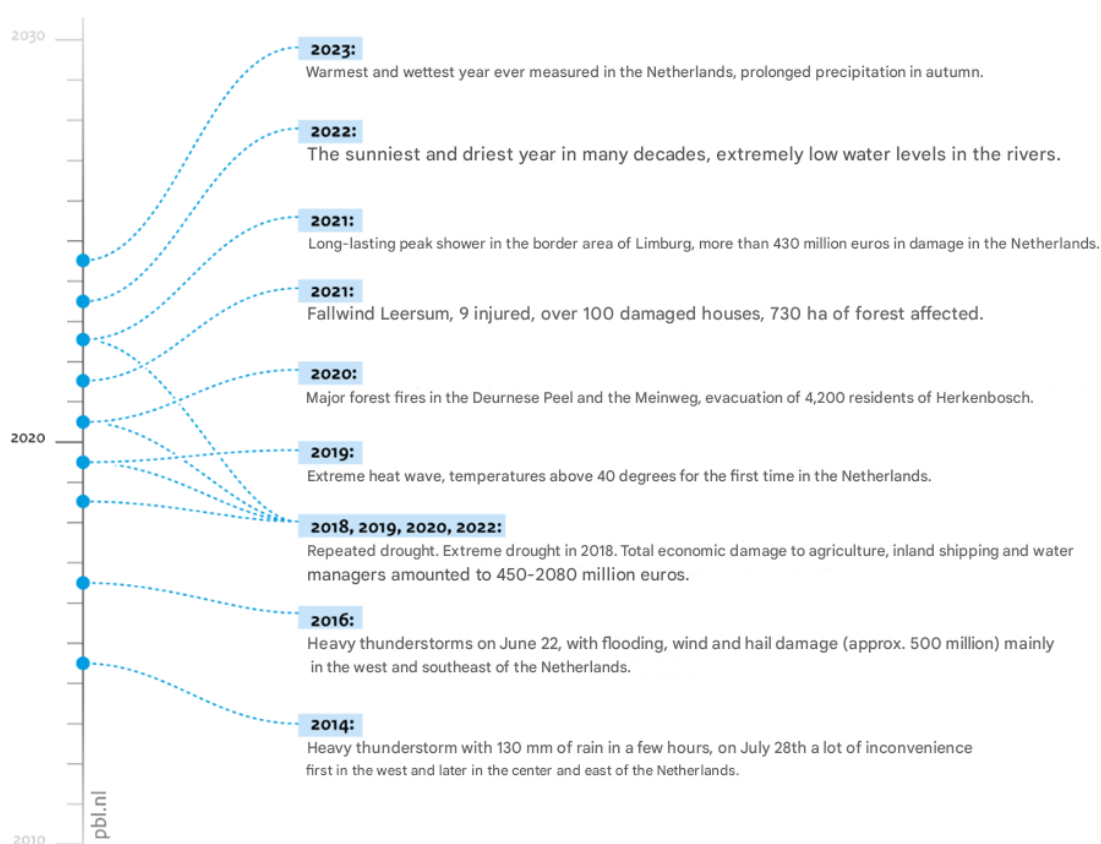 2030
2023:
Warmest and wettest year ever measured in the Netherlands, prolonged precipitation in autumn.
2022:
The sunniest and driest year in many decades, extremely low water levels in the rivers.
2021:
Long-lasting peak shower in the border area of Limburg, more than 430 million euros in damage in the Netherlands.
2021:
Fallwind Leersum, 9 injured, over 100 damaged houses, 730 ha of forest affected.
2020:
Major forest fires in the Deurnese Peel and the Meinweg, evacuation of 4,200 residents of Herkenbosch.
2020
2019:
Extreme heat wave, temperatures above 40 degrees for the first time in the Netherlands.
2018, 2019, 2020, 2022:
Repeated drought. Extreme drought in 2018. Total economic damage to agriculture, inland shipping and water
managers amounted to 450-2080 million euros.
2016:
Heavy thunderstorms on June 22, with flooding, wind and hail damage (approx. 500 million) mainly
in the west and southeast of the Netherlands.
2014:
Heavy thunderstorm with 130 mm of rain in a few hours, on July 28th a lot of inconvenience
first in the west and later in the center and east of the Netherlands.
pbl.nl
2010